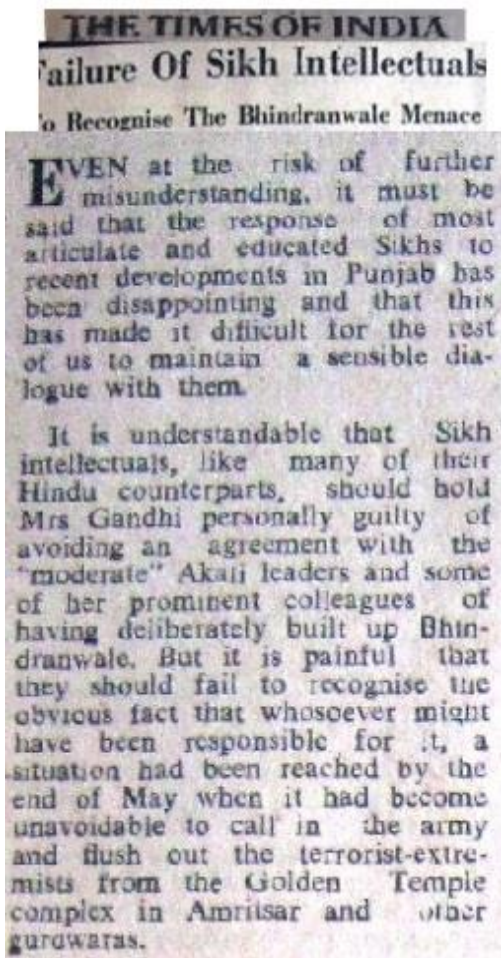 THE TIMES OF INDIA
Failure Of Sikh Intellectuals
To Recognise The Bhindranwale Menace
EVEN at the risk of further
misunderstanding, it must be
said that the response of most
articulate and educated Sikhs to
recent developments in Punjab has
been disappointing and that this
has made it difficult for the rest
of us to maintain a sensible dia-
logue with them.
It is understandable that Sikh
intellectuals, like many of their
Hindu counterparts, should hold
Mrs Gandhi personally guilty of
avoiding an agreement with the
"moderate" Akali leaders and some
of her prominent colleagues of
having deliberately built up Bhin-
dranwale. But it is painful that
they should fail to recognise the
obvious fact that whosoever might
have been responsible for it, a
situation had been reached by the
end of May when it had become
unavoidable to call in the army
and flush out the terrorist-extre-
mists from the Golden Temple
complex in Amritsar and other
gurdwaras.